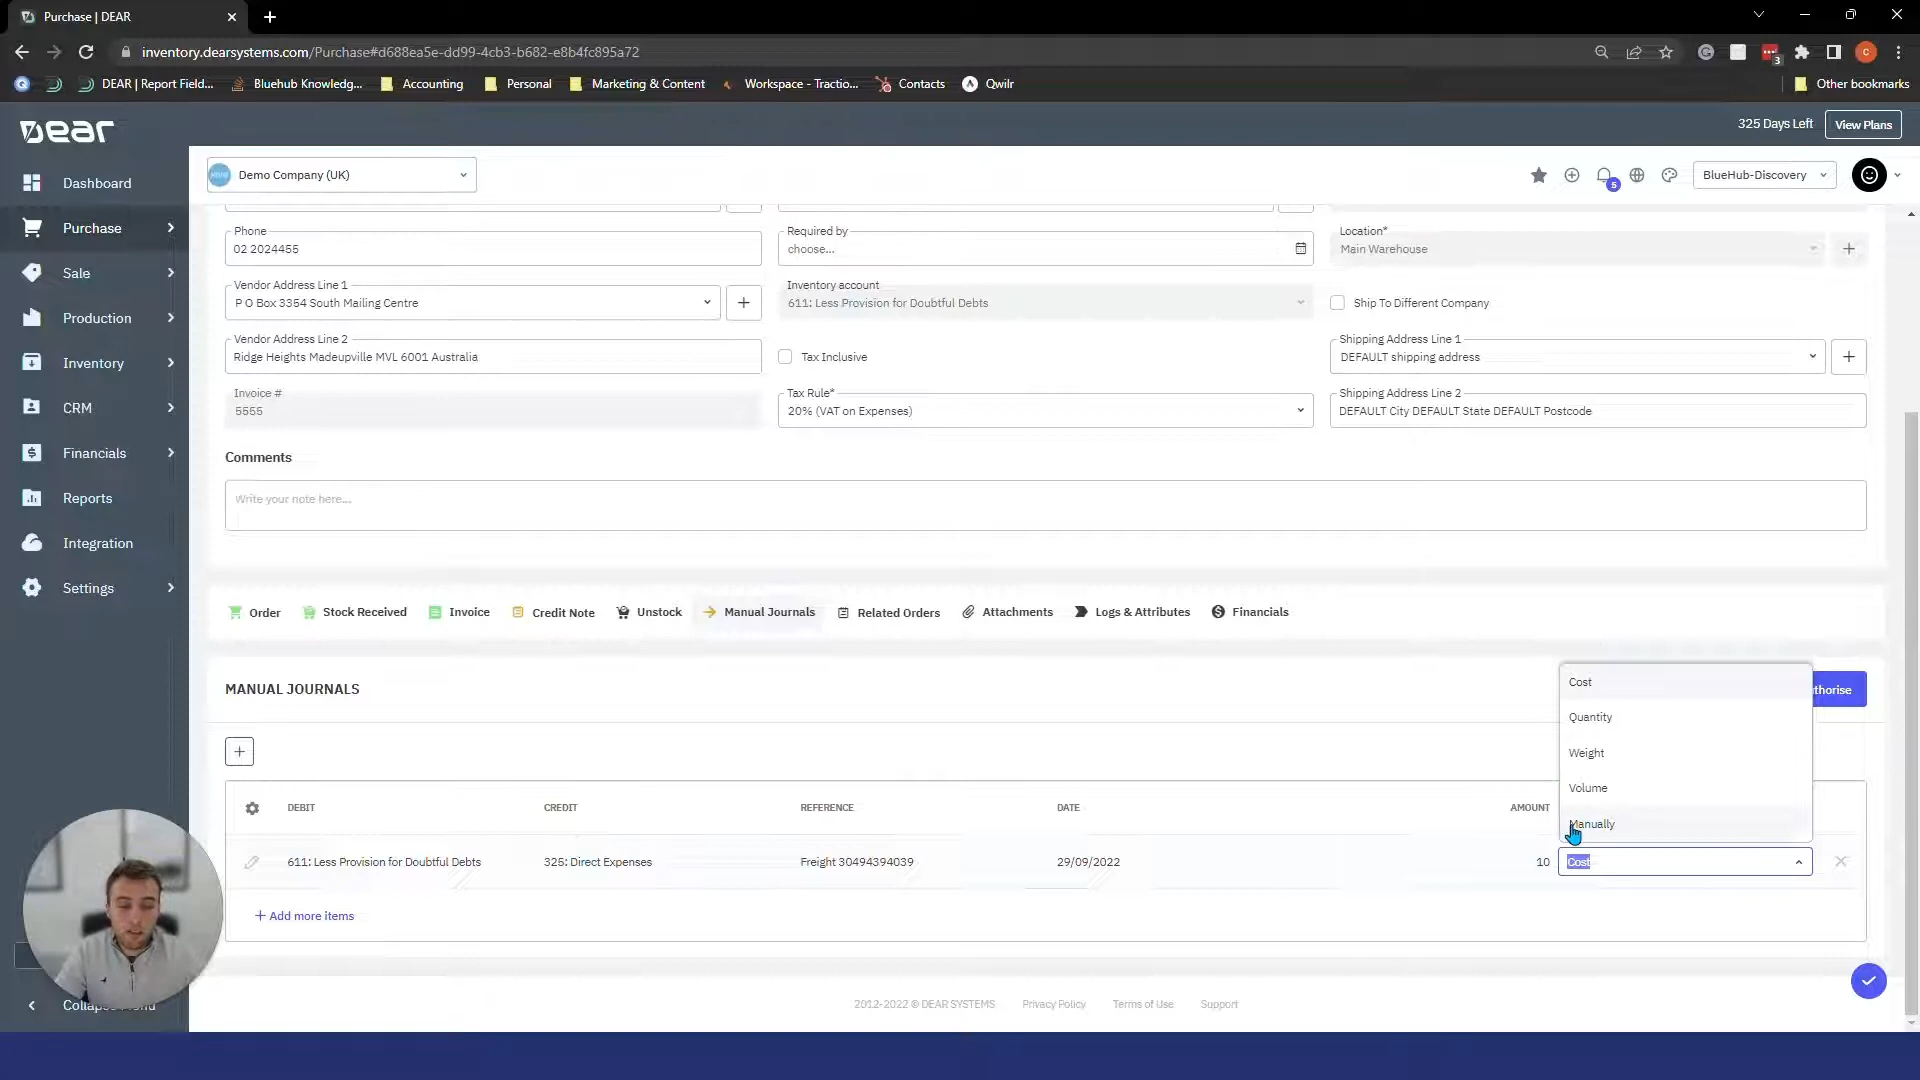 Purchase | DEAR
inventory.dearsystems.com/Purchase#d688ea5e-dd99-4cb3-b682-e8b4fc895a72
3
C
DEAR | Report Field...
Bluehub Knowledg...
Accounting
Personal
Marketing & Content
Workspace - Tractio...
Contacts
Qwilr
Other bookmarks
DEAR
325 Days Left
View Plans
Dashboard
Purchase
Sale
Production
Inventory
CRM
Financials
Reports
Integration
Settings
Demo Company (UK)
5
BlueHub-Discovery
Phone
02 2024455
Required by
choose...
Location*
Main Warehouse
Vendor Address Line 1
P O Box 3354 South Mailing Centre
Inventory account
611: Less Provision for Doubtful Debts
Ship To Different Company
Vendor Address Line 2
Ridge Heights Madeupville MVL 6001 Australia
Tax Inclusive
Shipping Address Line 1
DEFAULT shipping address
Invoice #
5555
Tax Rule*
20% (VAT on Expenses)
Shipping Address Line 2
DEFAULT City DEFAULT State DEFAULT Postcode
Comments
Write your note here...
Order
Stock Received
Invoice
Credit Note
Unstock
Manual Journals
Related Orders
Attachments
Logs & Attributes
Financials
MANUAL JOURNALS
thorise
Cost
Quantity
Weight
Volume
Manually
DEBIT
CREDIT
REFERENCE
DATE
AMOUNT
611: Less Provision for Doubtful Debts
325: Direct Expenses
Freight 30494394039
29/09/2022
10
Cost
+ Add more items
2012-2022 © DEAR SYSTEMS
Privacy Policy
Terms of Use
Support